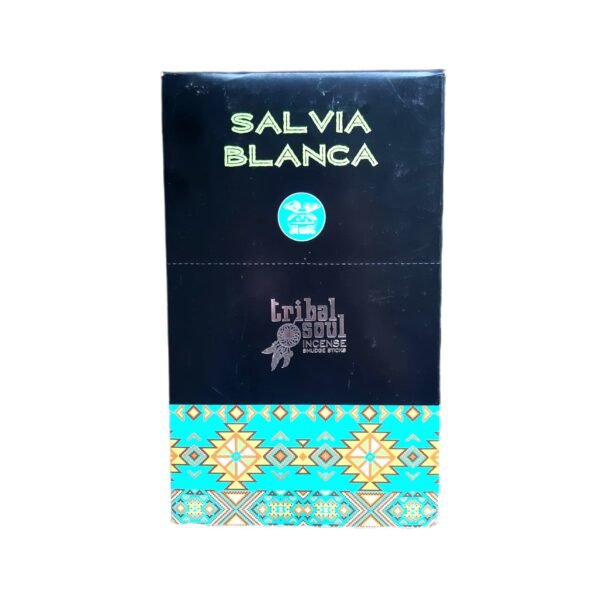 SALVIA
BLANCA
tribal
soul
INCENSE
SMUDGE STICKS